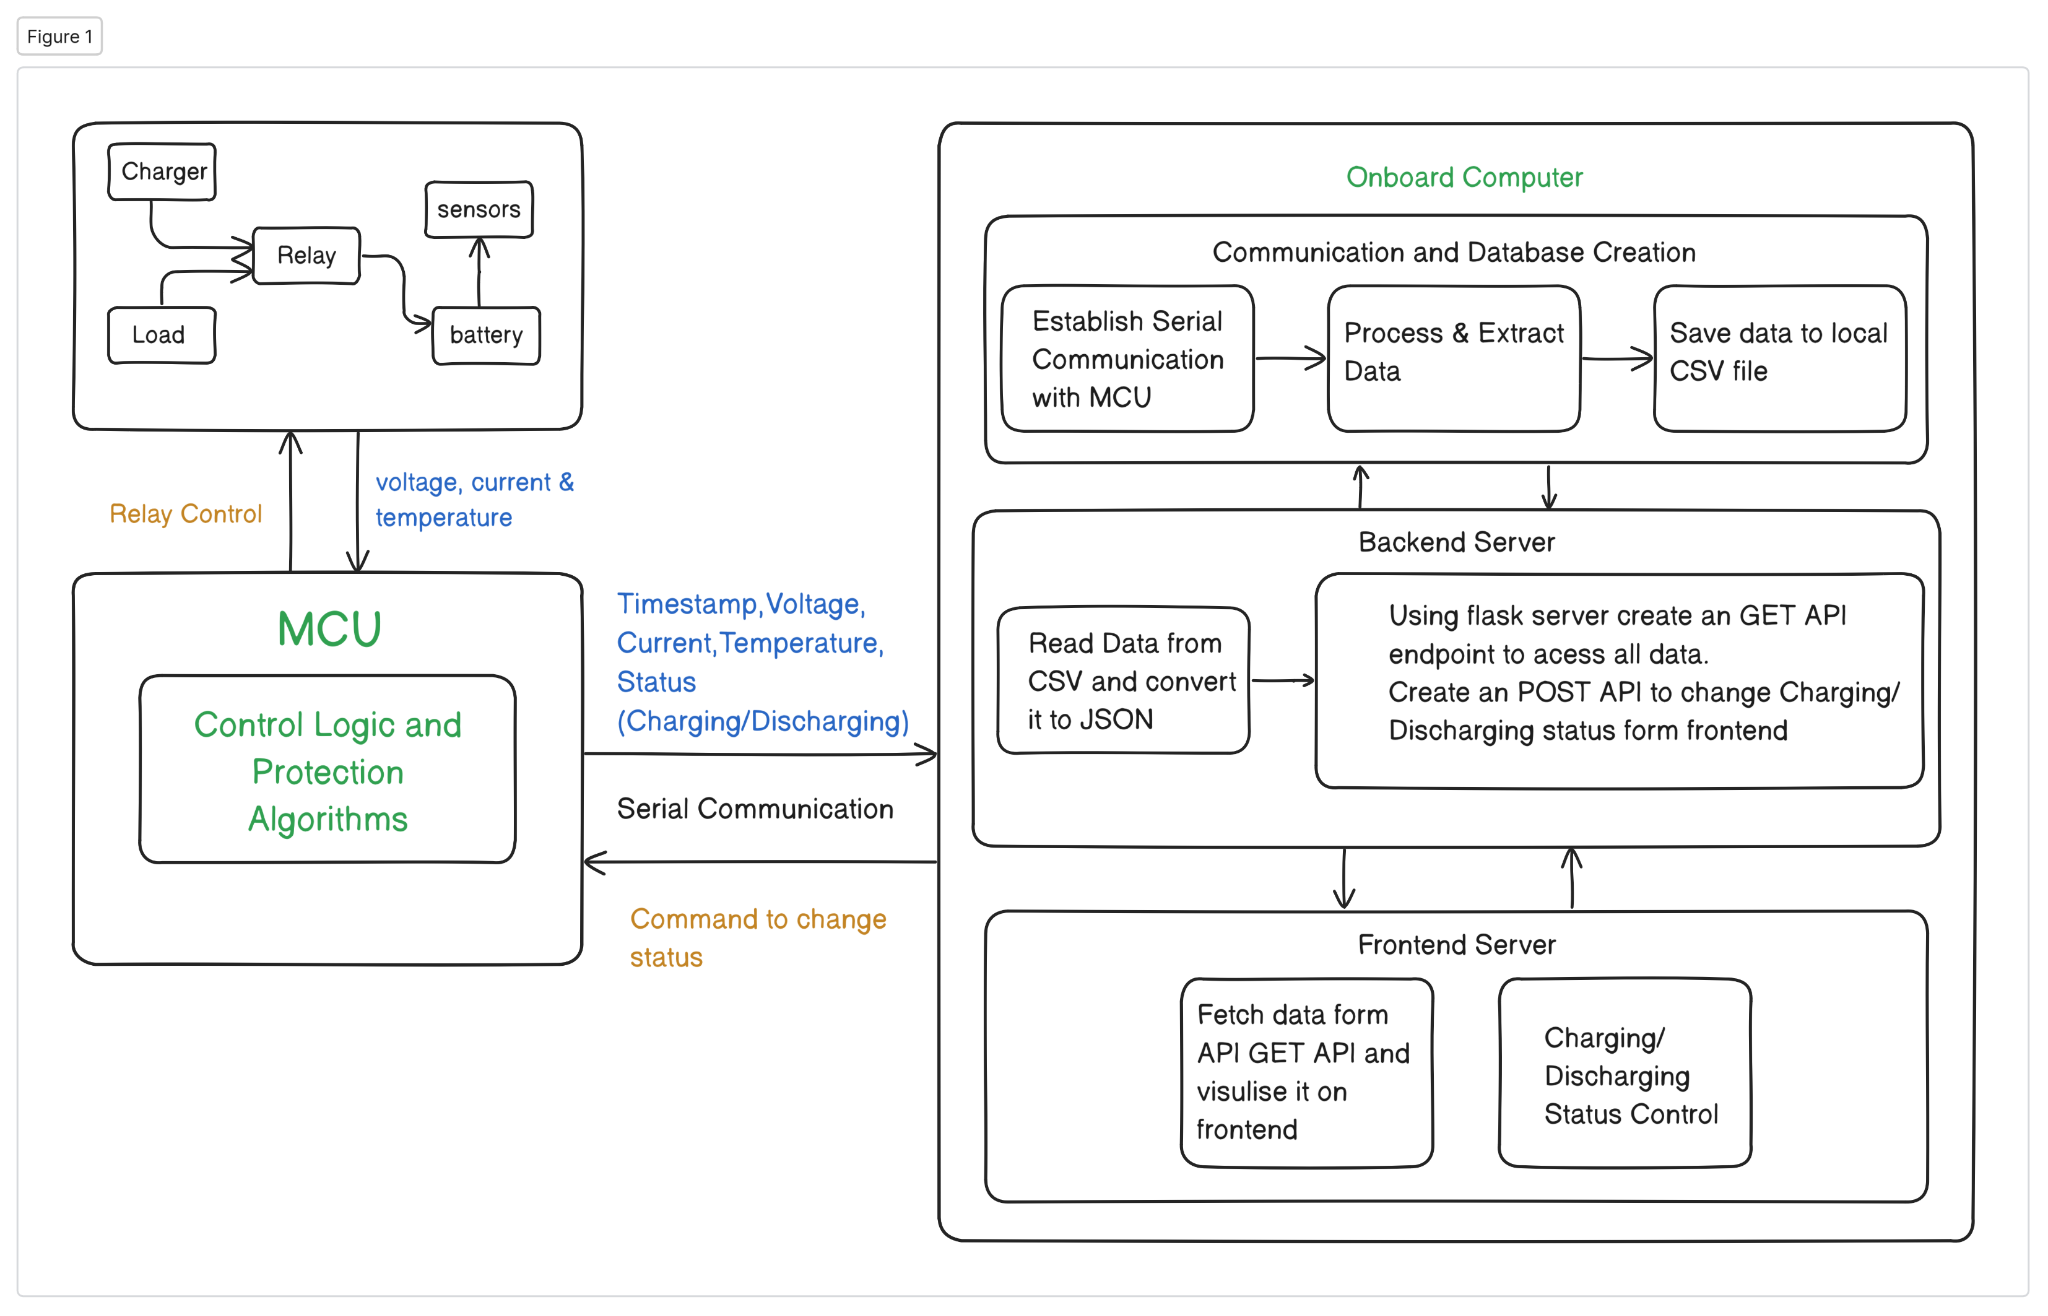 Figure 1
Charger
sensors
Relay
Load
battery
Relay Control
voltage, current &
temperature
MCU
Control Logic and
Protection
Algorithms
Timestamp,Voltage,
Current,Temperature,
Status
(Charging/Discharging)
Serial Communication
Command to change
status
Onboard Computer
Communication and Database Creation
Establish Serial
Communication
with MCU
Process & Extract
Data
Save data to local
CSV file
Backend Server
Read Data from
CSV and convert
it to JSON
Using flask server create an GET API
endpoint to acess all data.
Create an POST API to change Charging/
Discharging status form frontend
Frontend Server
Fetch data form
API GET API and
visulise it on
frontend
Charging/
Discharging
Status Control